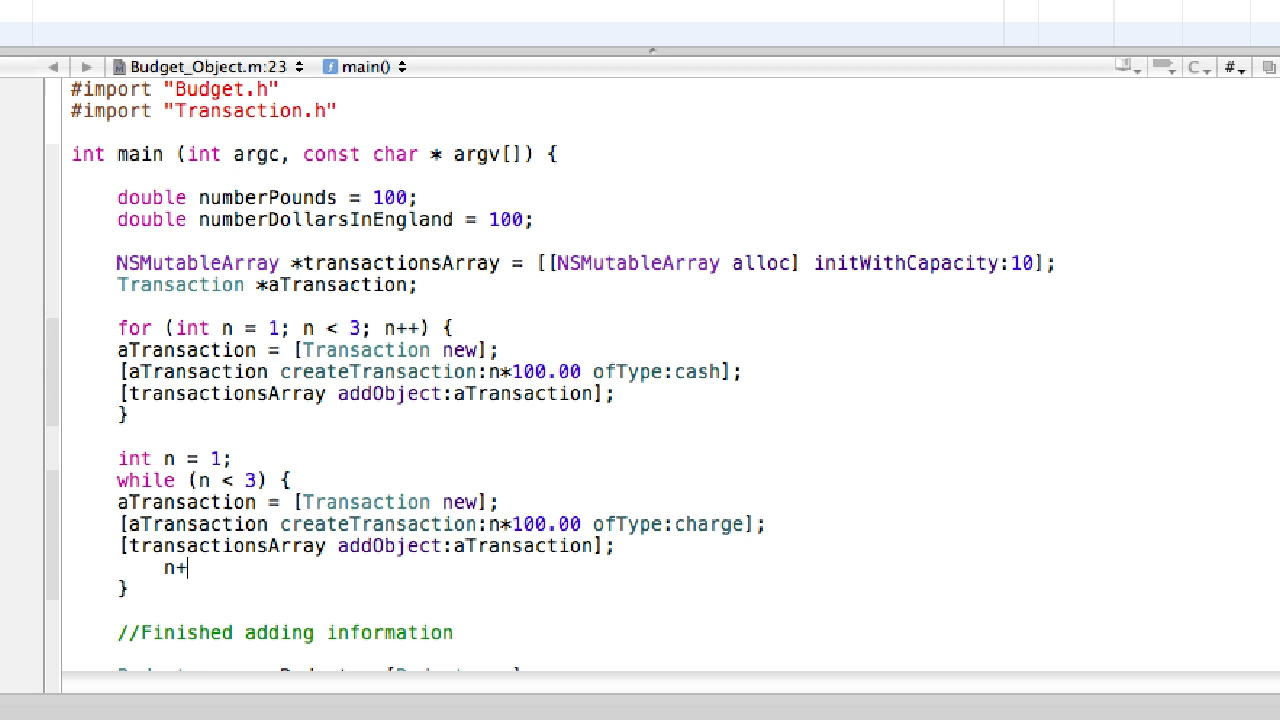 Budget_Object.m:23 main() C #
#import "Budget.h"
#import "Transaction.h"
int main (int argc, const char * argv[]) {
double numberPounds = 100;
double numberDollarsInEngland = 100;
NSMutableArray *transactionsArray = [[NSMutableArray alloc] initWithCapacity:10];
Transaction *aTransaction;
for (int n = 1; n < 3; n++) {
aTransaction = [Transaction new];
[aTransaction createTransaction:n*100.00 ofType:cash];
[transactionsArray addObject:aTransaction];
}
int n = 1;
while (n < 3) {
aTransaction = [Transaction new];
[aTransaction createTransaction:n*100.00 ofType:charge];
[transactionsArray addObject:aTransaction];
n+
}
//Finished adding information